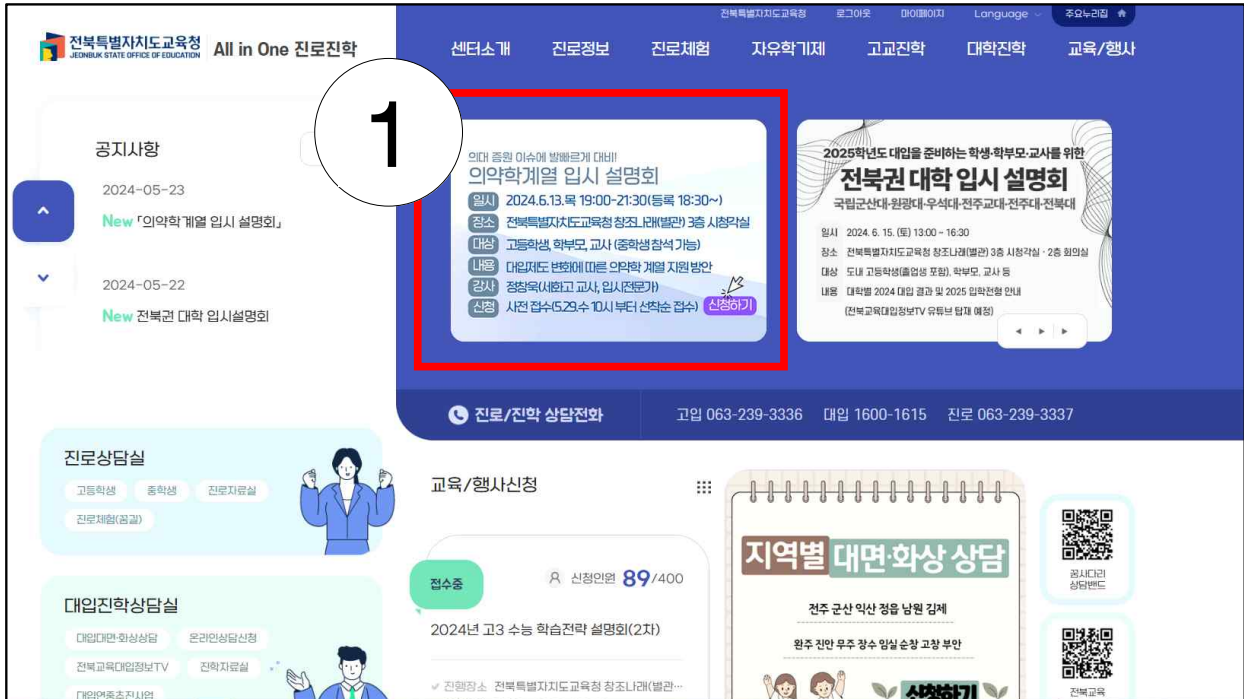 전북특별자치도교육청 로그아웃 마이페이지 Language 주요누리집
전북특별자치도교육청
JEONBUK STATE OFFICE OF EDUCATION
All in One 진로진학
센터소개 진로정보 진로체험 자유학기제 고교진학 대학진학 교육/행사
1
공지사항
2024-05-23
New 「의약학계열 입시 설명회」
2024-05-22
New 전북권 대학 입시설명회
의대 증원 이슈에 발빠르게 대비!
의약학계열 입시 설명회
일시 2024.6.13.목 19:00-21:30(등록 18:30~)
장소 전북특별자치도교육청 창조나래(별관) 3층 시청각실
대상 고등학생, 학부모, 교사 (중학생 참석 가능)
내용 대입제도 변화에 따른 의약학 계열 지원 방안
강사 정창욱(세화고 교사, 입시전문가)
신청 사전 접수(5.29.수 10시 부터 선착순 접수) 신청하기
2025학년도 대입을 준비하는 학생·학부모·교사를 위한
전북권 대학 입시 설명회
국립군산대·원광대·우석대·전주교대·전주대·전북대
일시 2024. 6. 15. (토) 13:00 ~ 16:30
장소 전북특별자치도교육청 창조나래(별관) 3층 시청각실 · 2층 회의실
대상 도내 고등학생(졸업생 포함), 학부모, 교사 등
내용 대학별 2024 대입 결과 및 2025 입학전형 안내
(전북교육대입정보TV 유튜브 탑재 예정)
진로/진학 상담전화 고입 063-239-3336 대입 1600-1615 진로 063-239-3337
진로상담실
고등학생 중학생 진로자료실
진로체험(꿈길)
대입진학상담실
대입대면·화상상담 온라인상담신청
전북교육대입정보TV 진학자료실
대입연중추진사업
교육/행사신청
접수중
신청인원 89/400
2024년 고3 수능 학습전략 설명회(2차)
진행장소 전북특별자치도교육청 창조나래(별관···
지역별 대면·화상 상담
전주 군산 익산 정읍 남원 김제
완주 진안 무주 장수 임실 순창 고창 부안
신청하기
꿈사다리
상담밴드
전북교육